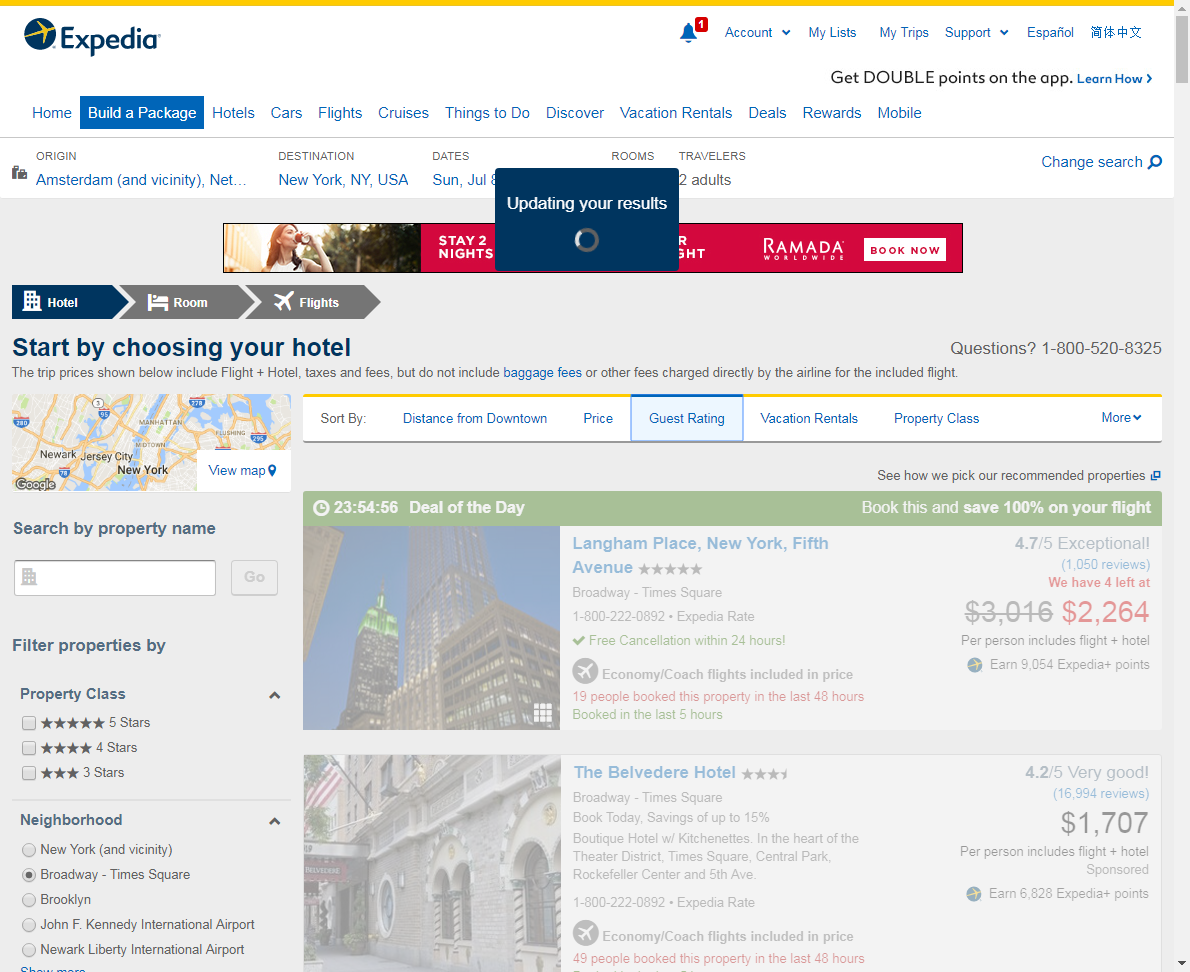 Expedia
1
Account
My Lists
My Trips
Support
Español
简体中文
Get DOUBLE points on the app. Learn How
Home
Build a Package
Hotels
Cars
Flights
Cruises
Things to Do
Discover
Vacation Rentals
Deals
Rewards
Mobile
ORIGIN
DESTINATION
DATES
ROOMS
TRAVELERS
Amsterdam (and vicinity), Net...
New York, NY, USA
Sun, Jul
2 adults
Change search
Updating your results
STAY 2
NIGHTS
RAMADA
WORLDWIDE
BOOK NOW
Hotel
Room
Flights
Start by choosing your hotel
Questions? 1-800-520-8325
The trip prices shown below include Flight + Hotel, taxes and fees, but do not include baggage fees or other fees charged directly by the airline for the included flight.
MANHATTAN
FLUSHING
MIDTOWN
Newark
Jersey City
New York
280
3
95
278
295
78
Google
View map
Sort By:
Distance from Downtown
Price
Guest Rating
Vacation Rentals
Property Class
More
See how we pick our recommended properties
Search by property name
Go
Filter properties by
Property Class
5 Stars
4 Stars
3 Stars
Neighborhood
New York (and vicinity)
Broadway - Times Square
Brooklyn
John F. Kennedy International Airport
Newark Liberty International Airport
Show more
23:54:56 Deal of the Day
Book this and save 100% on your flight
Langham Place, New York, Fifth
Avenue
Broadway - Times Square
1-800-222-0892 • Expedia Rate
Free Cancellation within 24 hours!
Economy/Coach flights included in price
19 people booked this property in the last 48 hours
Booked in the last 5 hours
4.7/5 Exceptional!
(1,050 reviews)
We have 4 left at
$3,016 $2,264
Per person includes flight + hotel
Earn 9,054 Expedia+ points
BELVEDERE
The Belvedere Hotel
Broadway - Times Square
Book Today, Savings of up to 15%
Boutique Hotel w/ Kitchenettes. In the heart of the
Theater District, Times Square, Central Park,
Rockefeller Center and 5th Ave.
1-800-222-0892 • Expedia Rate
Economy/Coach flights included in price
49 people booked this property in the last 48 hours
4.2/5 Very good!
(16,994 reviews)
$1,707
Per person includes flight + hotel
Sponsored
Earn 6,828 Expedia+ points